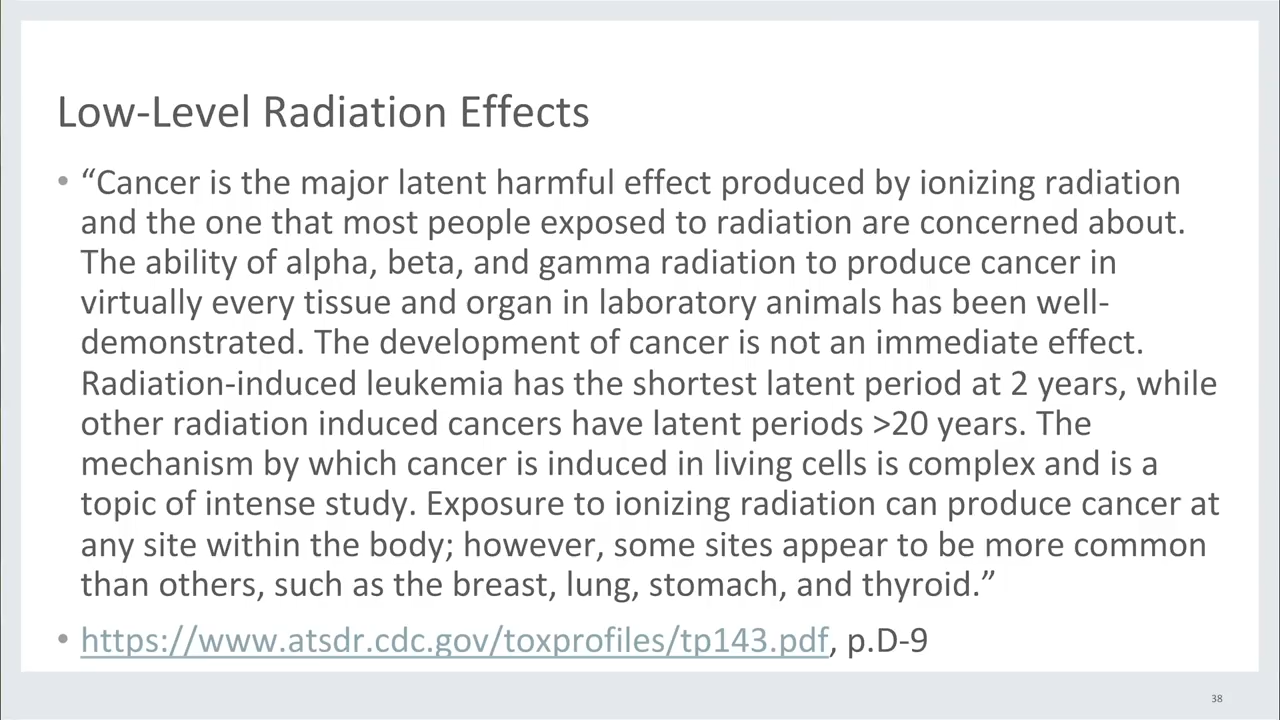 Low-Level Radiation Effects
• “Cancer is the major latent harmful effect produced by ionizing radiation
and the one that most people exposed to radiation are concerned about.
The ability of alpha, beta, and gamma radiation to produce cancer in
virtually every tissue and organ in laboratory animals has been well-
demonstrated. The development of cancer is not an immediate effect.
Radiation-induced leukemia has the shortest latent period at 2 years, while
other radiation induced cancers have latent periods >20 years. The
mechanism by which cancer is induced in living cells is complex and is a
topic of intense study. Exposure to ionizing radiation can produce cancer at
any site within the body; however, some sites appear to be more common
than others, such as the breast, lung, stomach, and thyroid.”
• https://www.atsdr.cdc.gov/toxprofiles/tp143.pdf, p.D-9
38